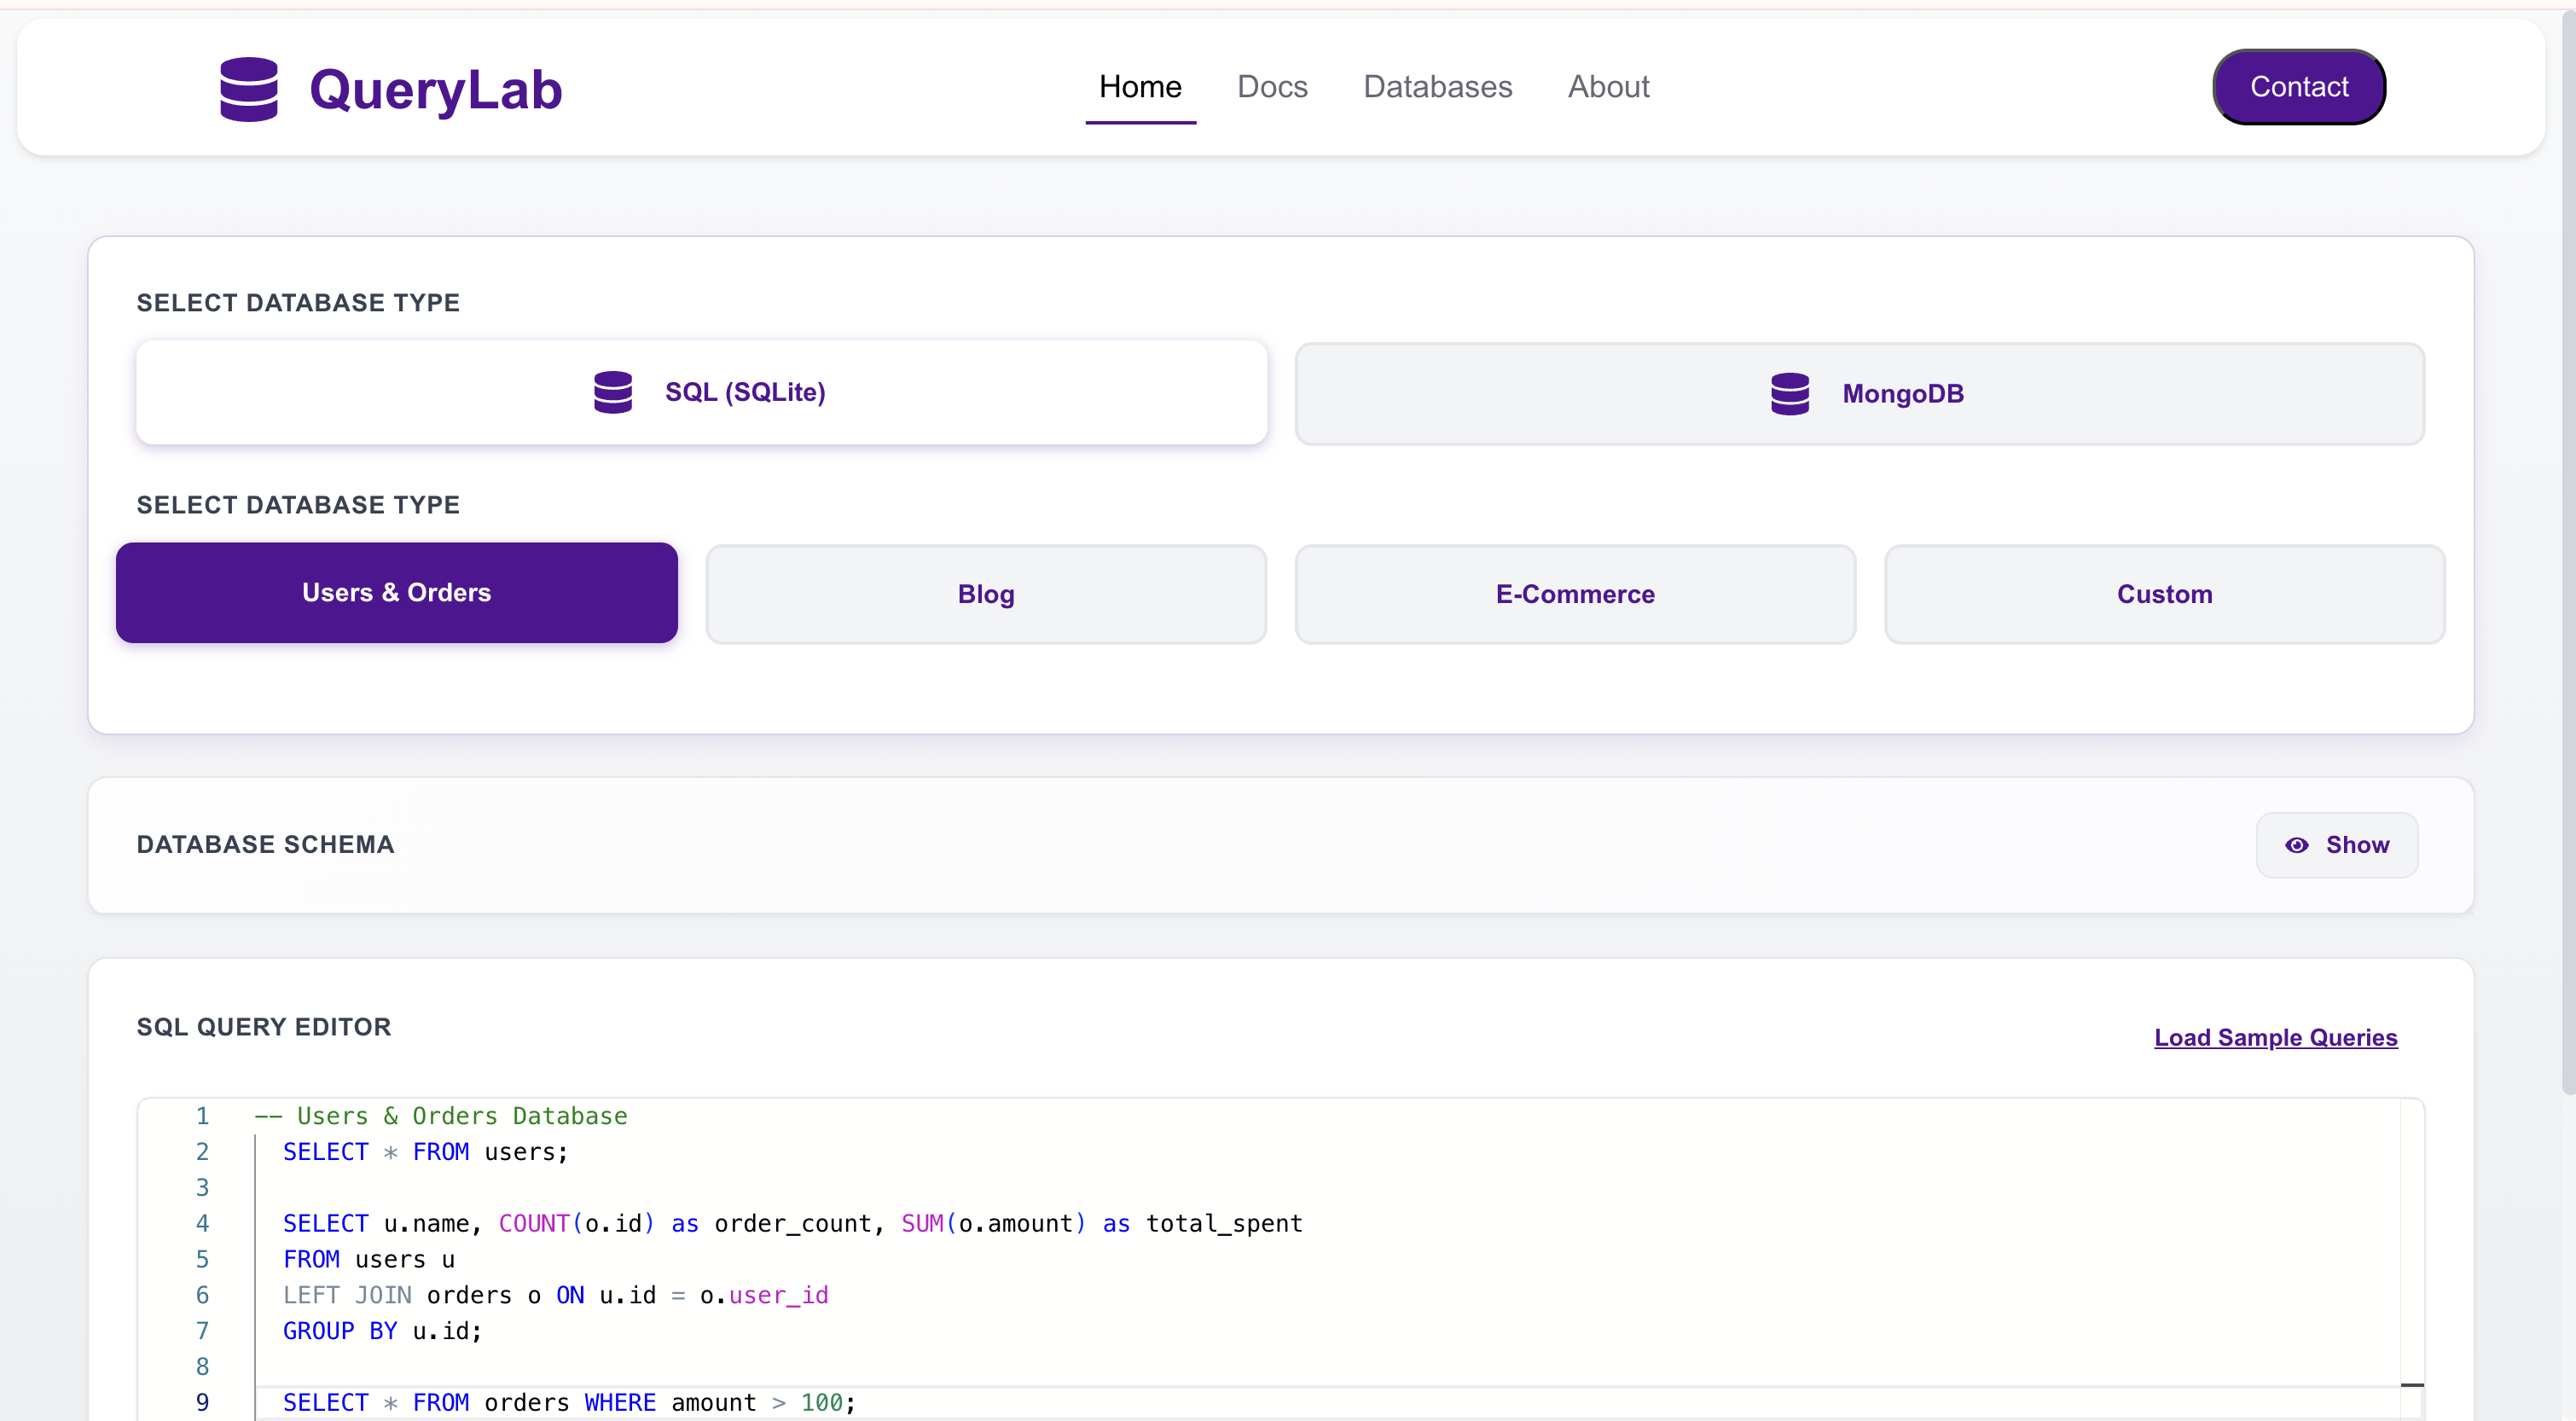 QueryLab
Home Docs Databases About
Contact
SELECT DATABASE TYPE
SQL (SQLite)
MongoDB
SELECT DATABASE TYPE
Users & Orders
Blog
E-Commerce
Custom
DATABASE SCHEMA
Show
SQL QUERY EDITOR
Load Sample Queries
1 -- Users & Orders Database
2 SELECT * FROM users;
3
4 SELECT u.name, COUNT(o.id) as order_count, SUM(o.amount) as total_spent
5 FROM users u
6 LEFT JOIN orders o ON u.id = o.user_id
7 GROUP BY u.id;
8
9 SELECT * FROM orders WHERE amount > 100;